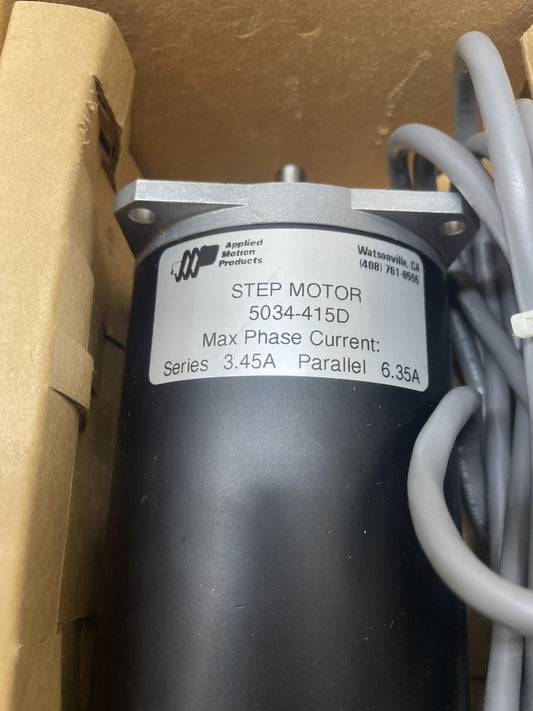 Applied
Motion
Products
Watsonville, CA
(408) 761-6555
STEP MOTOR
5034-415D
Max Phase Current:
Series 3.45A Parallel 6.35A